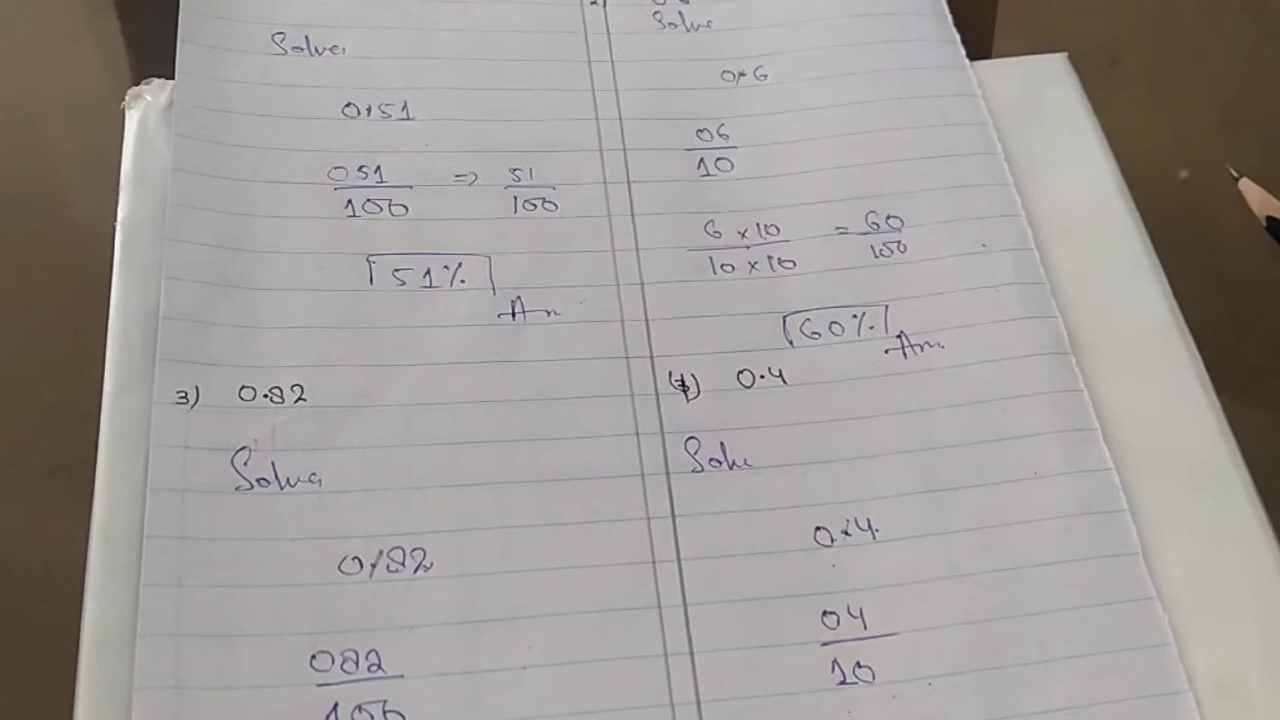 Solve
0.51
051/100 => 51/100
51%
An
Solve
0.6
06/10
6 x 10/10 x 10 = 60/100
60%
An
3) 0.82
Solve
0.82
082/100
4) 0.4
Solve
0.4
04/10